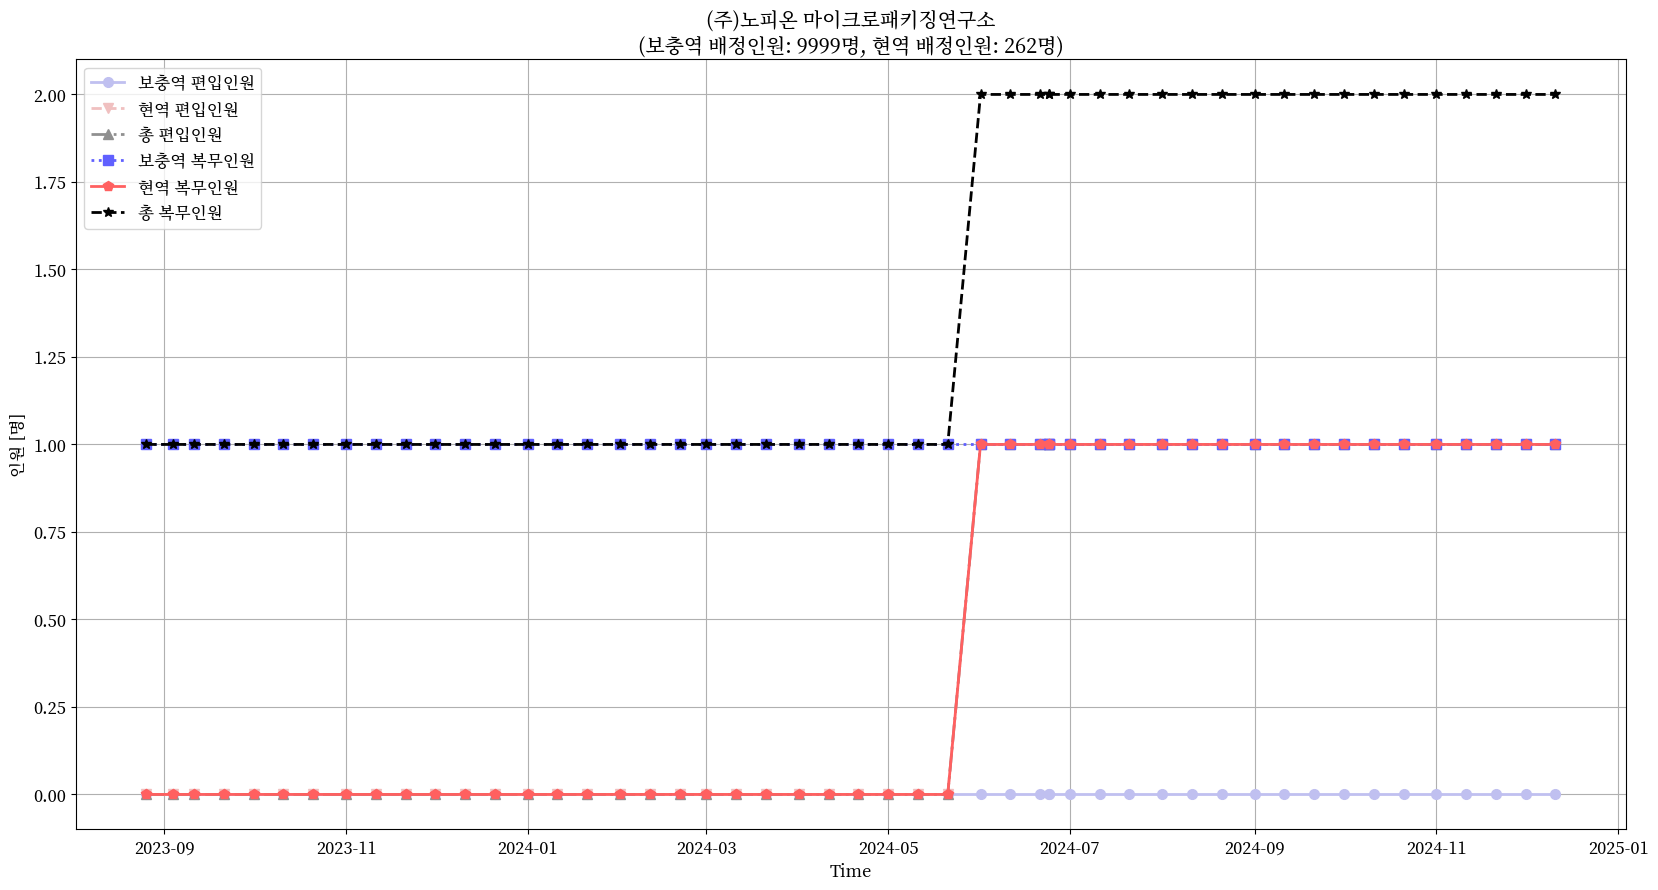 (주)노피온 마이크로패키징연구소
(보충역 배정인원: 9999명, 현역 배정인원: 262명)
보충역 편입인원
현역 편입인원
총 편입인원
보충역 복무인원
현역 복무인원
총 복무인원
2.00
1.75
1.50
1.25
1.00
0.75
0.50
0.25
0.00
인원 [명]
2023-09
2023-11
2024-01
2024-03
2024-05
2024-07
2024-09
2024-11
2025-01
Time